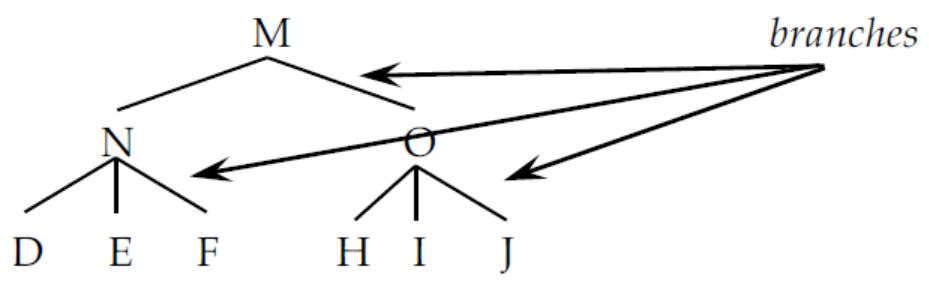 M branches
N O
D E F H I J